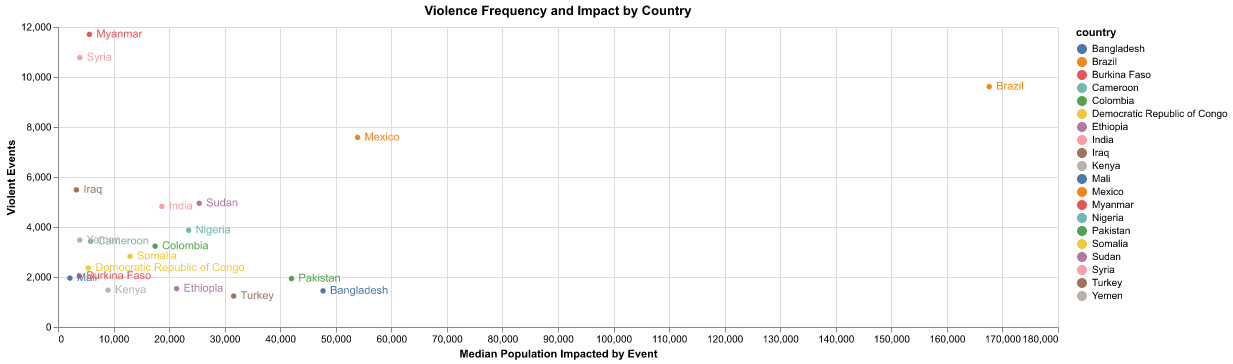 Violence Frequency and Impact by Country
12,000
10,000
8,000
6,000
4,000
2,000
0
Violent Events
Myanmar
Syria
Brazil
Mexico
Iraq
India
Sudan
Nigeria
Yemen
Cameroon
Colombia
Somalia
Democratic Republic of Congo
Mali
Burkina Faso
Pakistan
Kenya
Ethiopia
Turkey
Bangladesh
0 10,000 20,000 30,000 40,000 50,000 60,000 70,000 80,000 90,000 100,000 110,000 120,000 130,000 140,000 150,000 160,000 170,000 180,000
Median Population Impacted by Event
country
Bangladesh
Brazil
Burkina Faso
Cameroon
Colombia
Democratic Republic of Congo
Ethiopia
India
Iraq
Kenya
Mali
Mexico
Myanmar
Nigeria
Pakistan
Somalia
Sudan
Syria
Turkey
Yemen